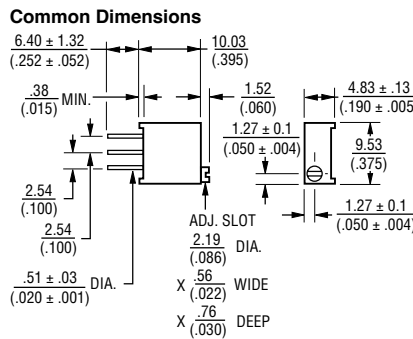 Common Dimensions
6.40 ± 1.32
(.252 ± .052)
10.03
(.395)
.38
(.015) MIN.
1.52
(.060)
4.83 ± .13
(.190 ± .005
1.27 ± 0.1
(.050 ± .004)
9.53
(.375)
2.54
(.100)
2.54
(.100)
1.27 ± 0.1
(.050 ± .004)
.51 ± .03
(.020 ± .001) DIA.
ADJ. SLOT
2.19
(.086) DIA.
X .56
(.022) WIDE
X .76
(.030) DEEP